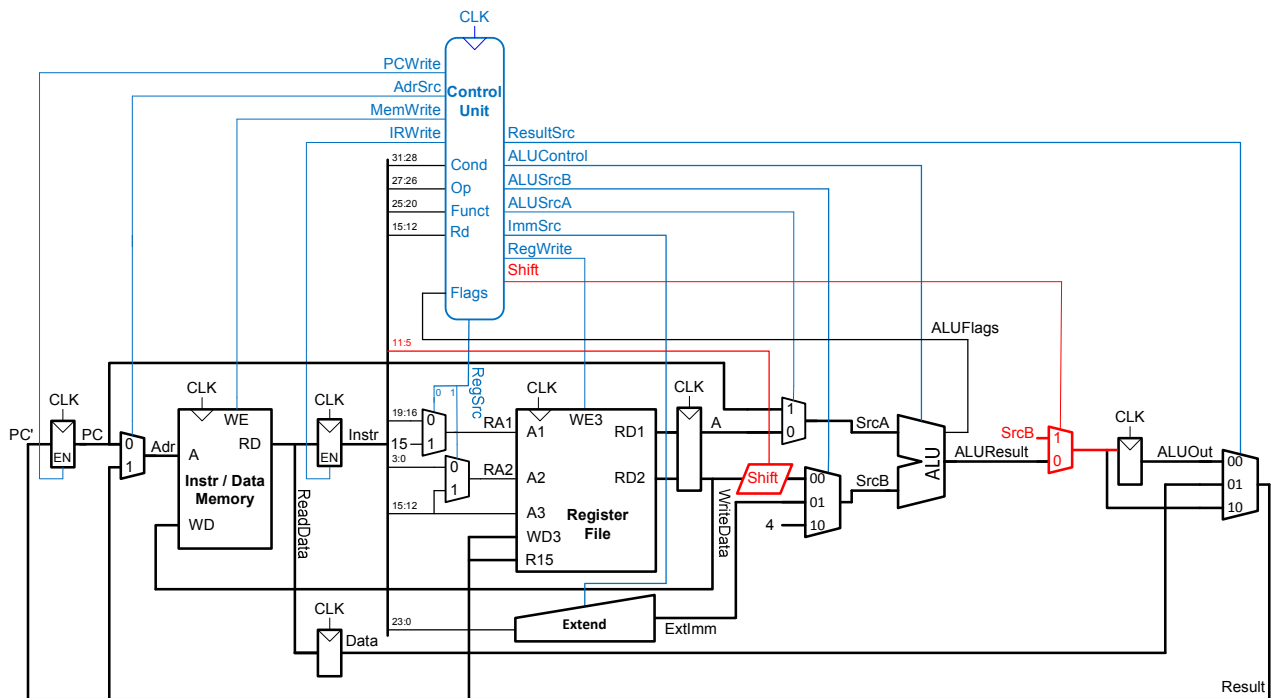 CLK
PCWrite
AdrSrc
MemWrite
IRWrite
Control
Unit
ResultSrc
ALUControl
ALUSrcB
ALUSrcA
ImmSrc
RegWrite
Shift
31:28
Cond
27:26
Op
25:20
Funct
15:12
Rd
Flags
ALUFlags
11:5
RegSrc
0 1
CLK
PC'
EN
PC
0
1
Adr
CLK
WE
RD
A
Instr / Data
Memory
WD
ReadData
CLK
EN
Instr
19:16
15
0
1
RA1
3:0
0
1
RA2
15:12
CLK
WE3
A1
RD1
A2
RD2
A3
WD3
R15
Register
File
CLK
A
WriteData
Shift
1
0
SrcA
00
01
10
4
SrcB
ALU
ALUResult
SrcB
1
0
CLK
ALUOut
00
01
10
23:0
Extend
ExtImm
CLK
Data
Result